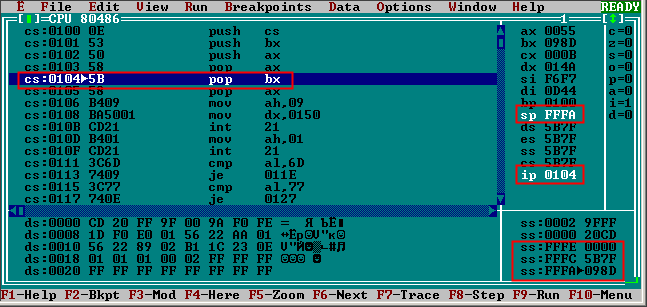 Ё File Edit View Run Breakpoints Data Options Window Help READY
[■]═CPU 80486 1 [↕]
cs:0100 0E push cs
cs:0101 53 push bx
cs:0102 50 push ax
cs:0103 58 pop ax
cs:0104►5B pop bx
cs:0105 58 pop ax
cs:0106 B409 mov ah,09
cs:0108 BA5001 mov dx,0150
cs:010B CD21 int 21
cs:010D B401 mov ah,01
cs:010F CD21 int 21
cs:0111 3C6D cmp al,6D
cs:0113 7409 je 011E
cs:0115 3C77 cmp al,77
cs:0117 740E je 0127
ax 0055 c=0
bx 098D z=0
cx 000B s=0
dx 014A o=0
si F6F7 p=0
di 0D44 a=0
bp 0100 i=1
sp FFFA d=0
ds 5B7F
es 5B7F
ss 5B7F
cs 5B7F
ip 0104
ds:0000 CD 20 FF 9F 00 9A F0 FE
ds:0008 1D F0 E0 01 56 22 AA 01
ds:0010 56 22 89 02 B1 1C 23 0E
ds:0018 01 01 01 00 02 FF FF FF
ds:0020 FF FF FF FF FF FF FF FF
ss:0002 9FFF
ss:0000 20CD
ss:FFFE 0000
ss:FFFC 5B7F
ss:FFFA►098D
F1-Help F2-Bkpt F3-Mod F4-Here F5-Zoom F6-Next F7-Trace F8-Step F9-Run F10-Menu